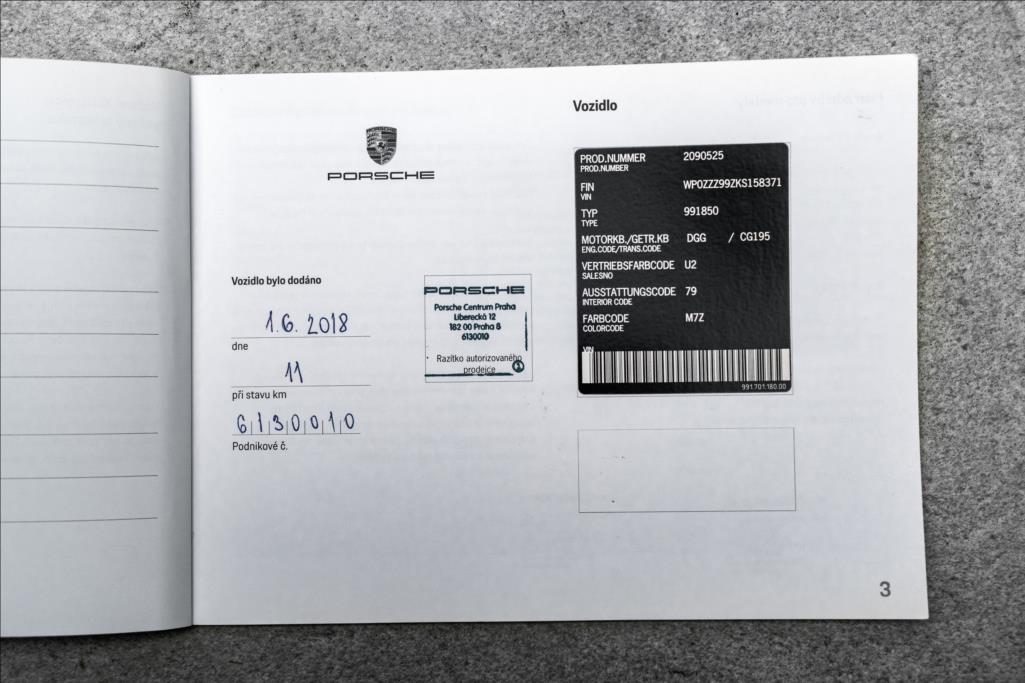 PORSCHE
Vozidlo bylo dodáno
1.6. 2018
dne
11
při stavu km
6130010
Podnikové č.
PORSCHE
Porsche Centrum Praha
Liberecká 12
182 00 Praha 8
6130010
Razítko autorizovaného
prodejce 1
Vozidlo
PROD.NUMMER 2090525
PROD.NUMBER
FIN WP0ZZZ99ZKS158371
VIN
TYP 991850
TYPE
MOTORKB./GETR.KB DGG / CG195
ENG.CODE/TRANS.CODE
VERTRIEBSFARBCODE U2
SALESNO
AUSSTATTUNGSCODE 79
INTERIOR CODE
FARBCODE M7Z
COLORCODE
VIN
991.701.180.00
3